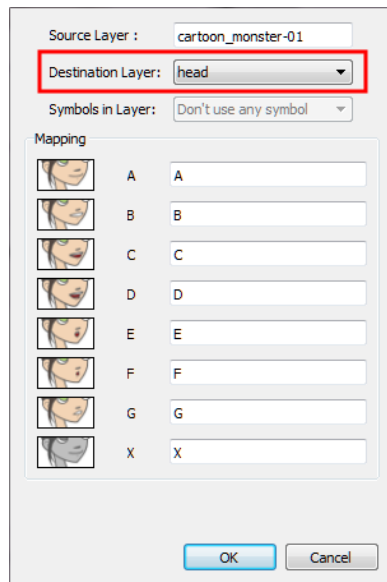 Source Layer : cartoon_monster-01
Destination Layer: head
Symbols in Layer: Don't use any symbol
Mapping
A A
B B
C C
D D
E E
F F
G G
X X
OK Cancel